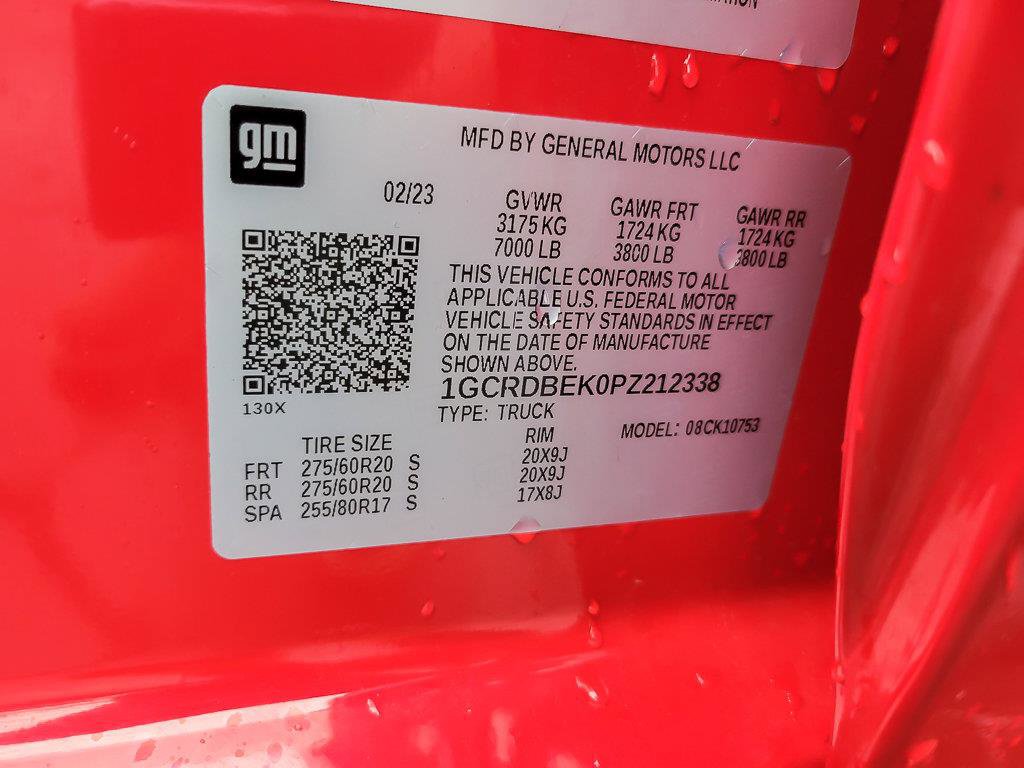 gm
MFD BY GENERAL MOTORS LLC
02/23
GVWR GAWR FRT GAWR RR
3175 KG 1724 KG 1724 KG
7000 LB 3800 LB 3800 LB
THIS VEHICLE CONFORMS TO ALL
APPLICABLE U.S. FEDERAL MOTOR
VEHICLE SAFETY STANDARDS IN EFFECT
ON THE DATE OF MANUFACTURE
SHOWN ABOVE.
1GCRDBEK0PZ212338
130X
TYPE: TRUCK
MODEL: 08CK10753
TIRE SIZE RIM
FRT 275/60R20 S 20X9J
RR 275/60R20 S 20X9J
SPA 255/80R17 S 17X8J